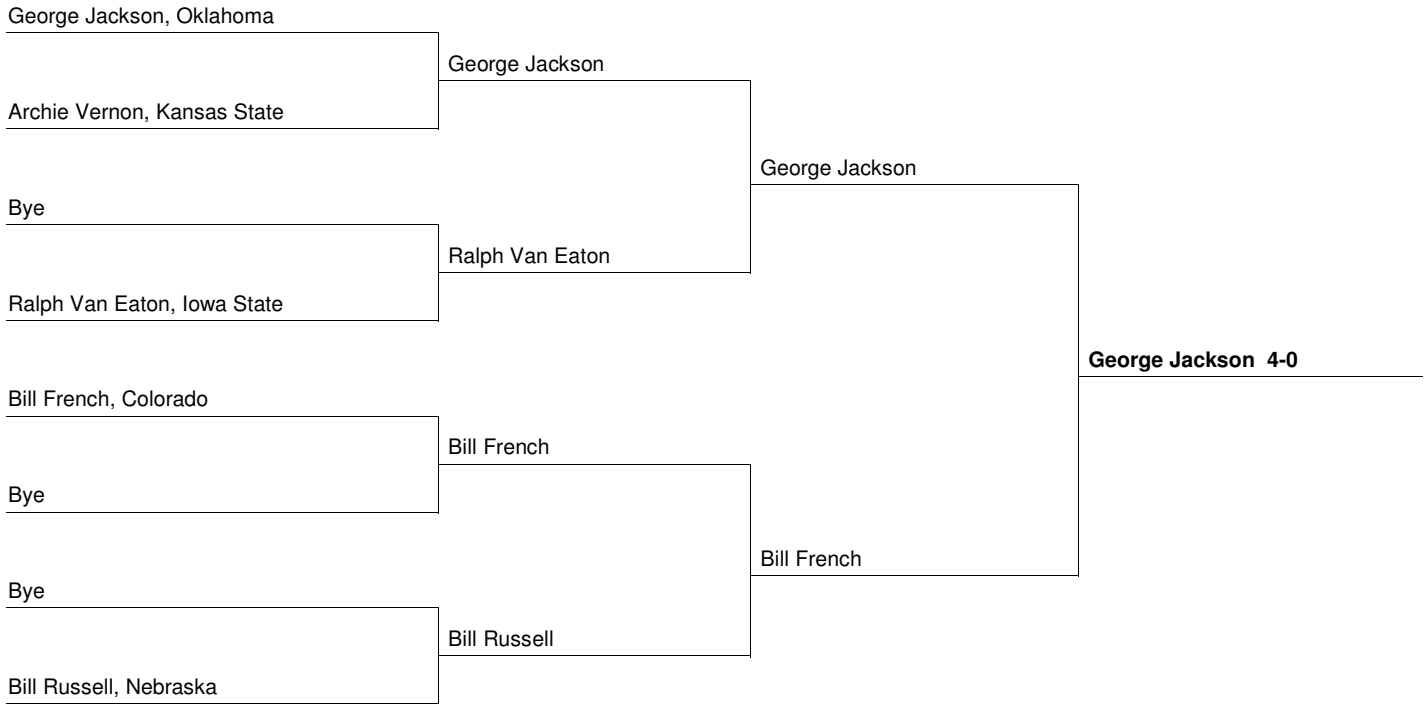 George Jackson, Oklahoma
George Jackson
Archie Vernon, Kansas State
George Jackson
Bye
Ralph Van Eaton
Ralph Van Eaton, Iowa State
George Jackson 4-0
Bill French, Colorado
Bill French
Bye
Bill French
Bye
Bill Russell
Bill Russell, Nebraska